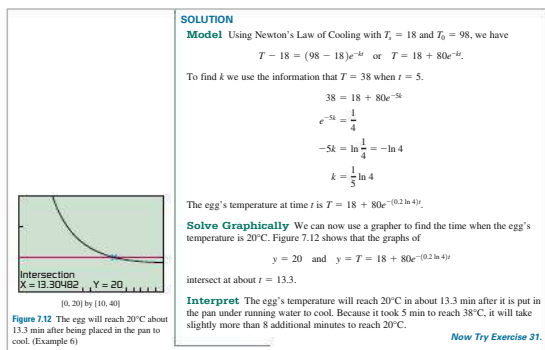 SOLUTION
Model Using Newton's Law of Cooling with Tₛ = 18 and T₀ = 98, we have
T − 18 = (98 − 18)e^(−kt) or T = 18 + 80e^(−kt).
To find k we use the information that T = 38 when t = 5.
38 = 18 + 80e^(−5k)
e^(−5k) = 1/4
−5k = ln 1/4 = −ln 4
k = 1/5 ln 4
The egg's temperature at time t is T = 18 + 80e^(−(0.2 ln 4)t).
Solve Graphically We can now use a grapher to find the time when the egg's
temperature is 20°C. Figure 7.12 shows that the graphs of
y = 20 and y = T = 18 + 80e^(−(0.2 ln 4)t)
intersect at about t = 13.3.
Interpret The egg's temperature will reach 20°C in about 13.3 min after it is put in
the pan under running water to cool. Because it took 5 min to reach 38°C, it will take
slightly more than 8 additional minutes to reach 20°C.
Now Try Exercise 31.
Intersection
X = 13.30482 Y = 20
[0, 20] by [10, 40]
Figure 7.12 The egg will reach 20°C about
13.3 min after being placed in the pan to
cool. (Example 6)